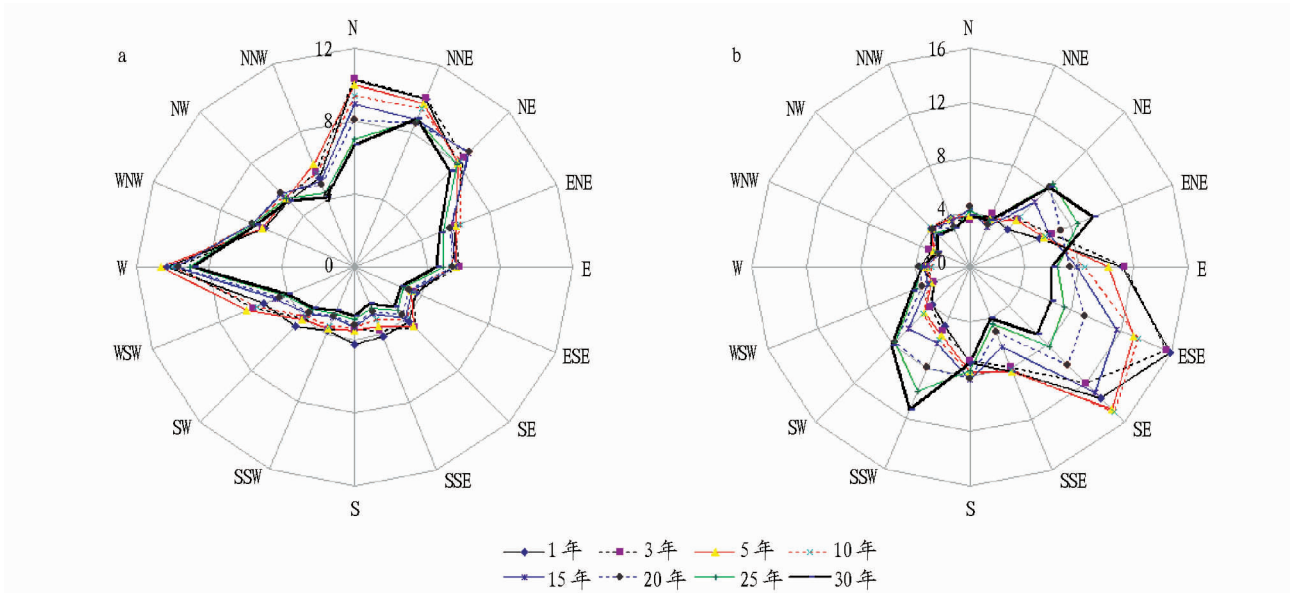 a
N
12
NNW
NNE
NW
NE
8
WNW
ENE
W
0
E
WSW
ESE
SW
SE
SSW
SSE
S
b
N
16
NNW
NNE
12
NW
NE
8
WNW
ENE
4
W
0
E
WSW
ESE
SW
SE
SSW
SSE
S
1 年 3 年 5 年 10 年
15 年 20 年 25 年 30 年